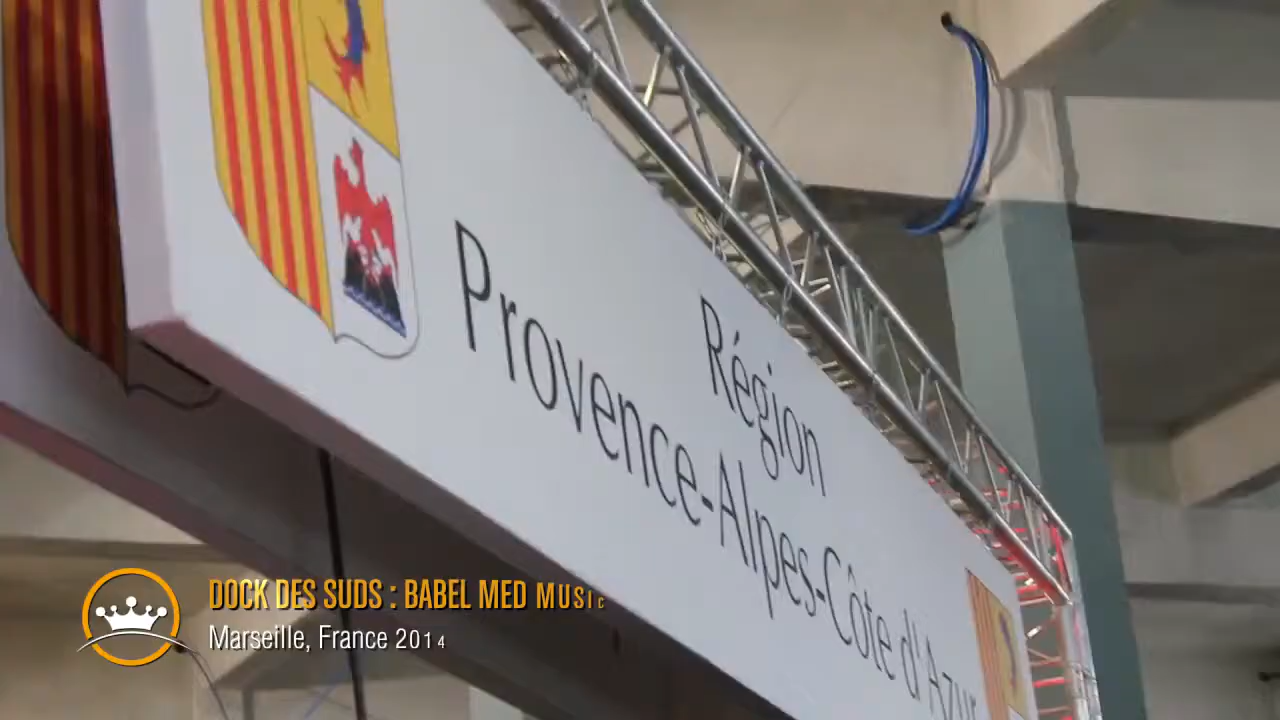 Région
Provence-Alpes-Côte d'Azur
DOCK DES SUDS : BABEL MED MUSIC
Marseille, France 2014